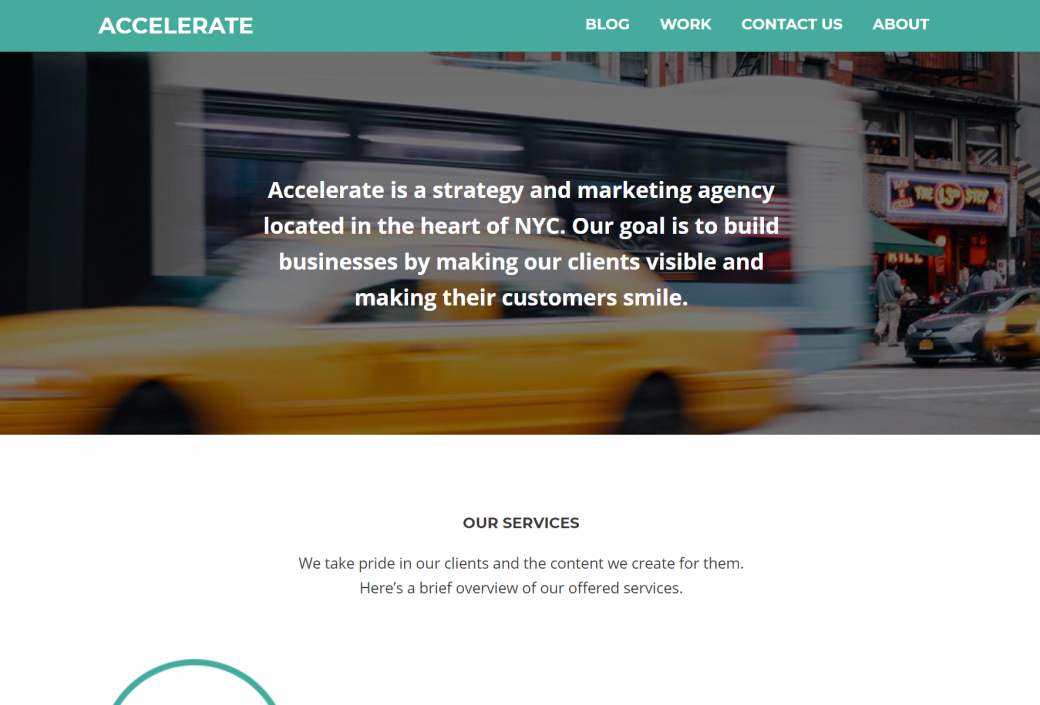 ACCELERATE
BLOG WORK CONTACT US ABOUT
Accelerate is a strategy and marketing agency
located in the heart of NYC. Our goal is to build
businesses by making our clients visible and
making their customers smile.
THE 13TH STEP
OUR SERVICES
We take pride in our clients and the content we create for them.
Here’s a brief overview of our offered services.